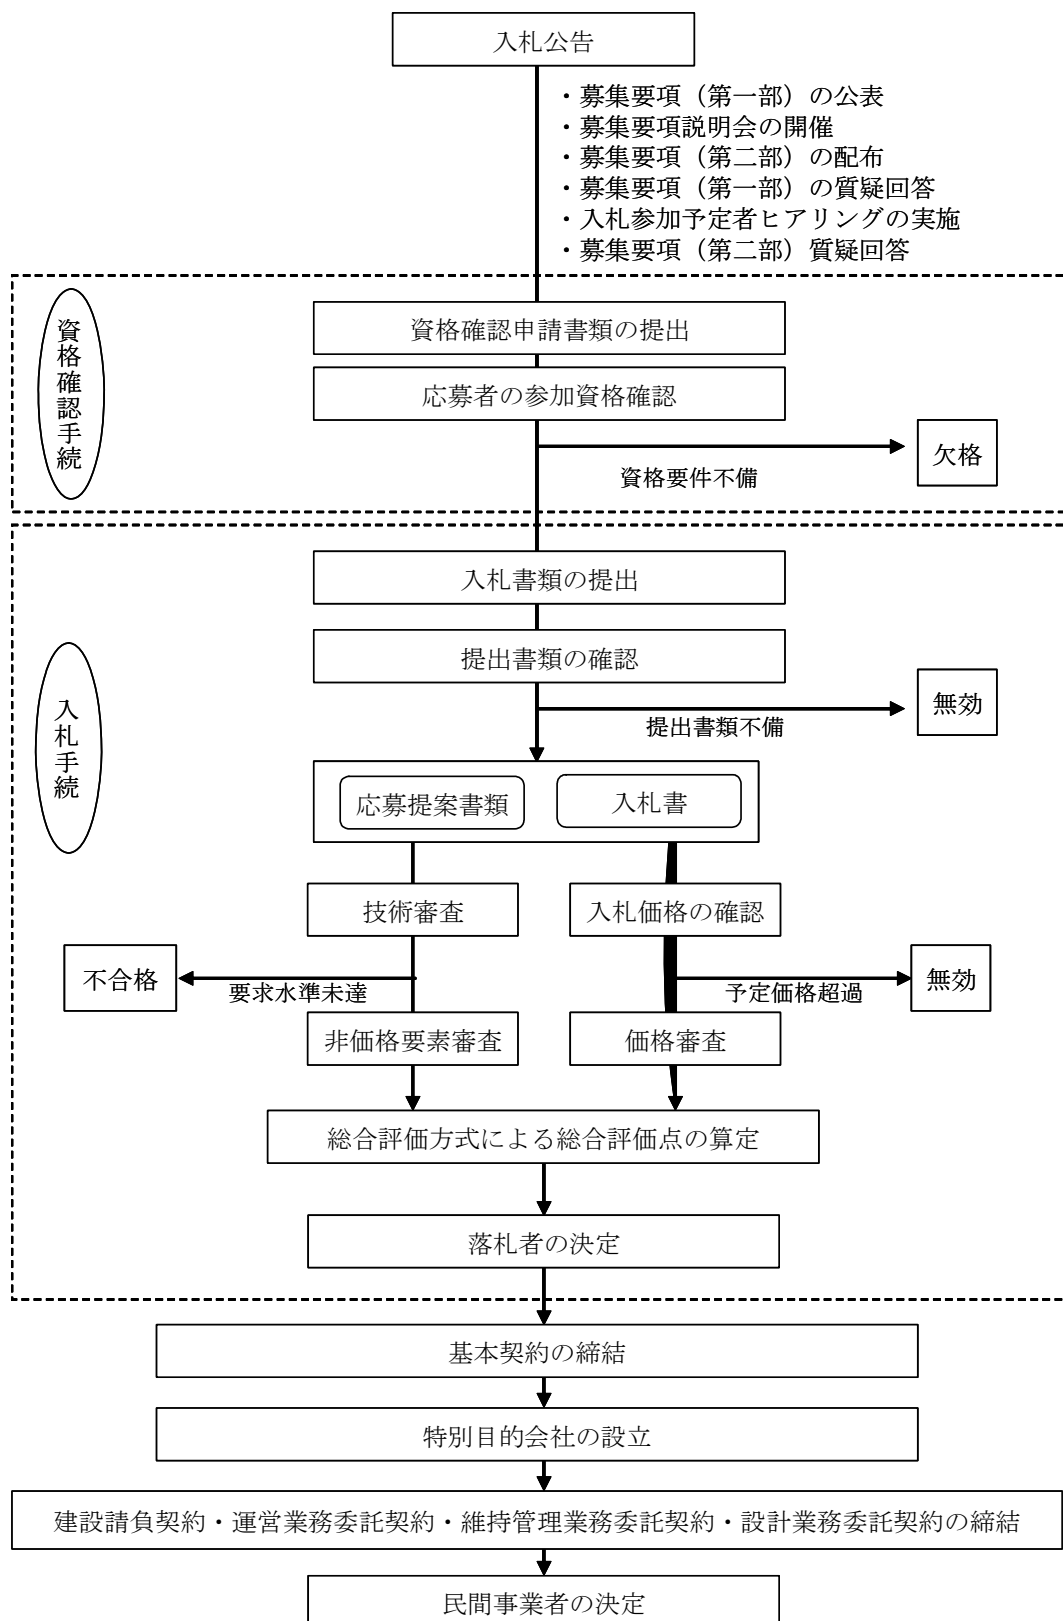 入札公告
・募集要項（第一部）の公表
・募集要項説明会の開催
・募集要項（第二部）の配布
・募集要項（第一部）の質疑回答
・入札参加予定者ヒアリングの実施
・募集要項（第二部）質疑回答
資格確認手続
資格確認申請書類の提出
応募者の参加資格確認
欠格
資格要件不備
入札手続
入札書類の提出
提出書類の確認
無効
提出書類不備
応募提案書類
入札書
技術審査
入札価格の確認
不合格
要求水準未達
予定価格超過
無効
非価格要素審査
価格審査
総合評価方式による総合評価点の算定
落札者の決定
基本契約の締結
特別目的会社の設立
建設請負契約・運営業務委託契約・維持管理業務委託契約・設計業務委託契約の締結
民間事業者の決定